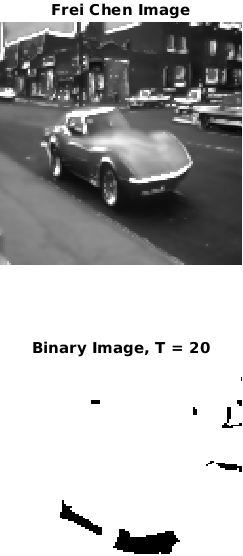 Frei Chen Image
Binary Image, T = 20